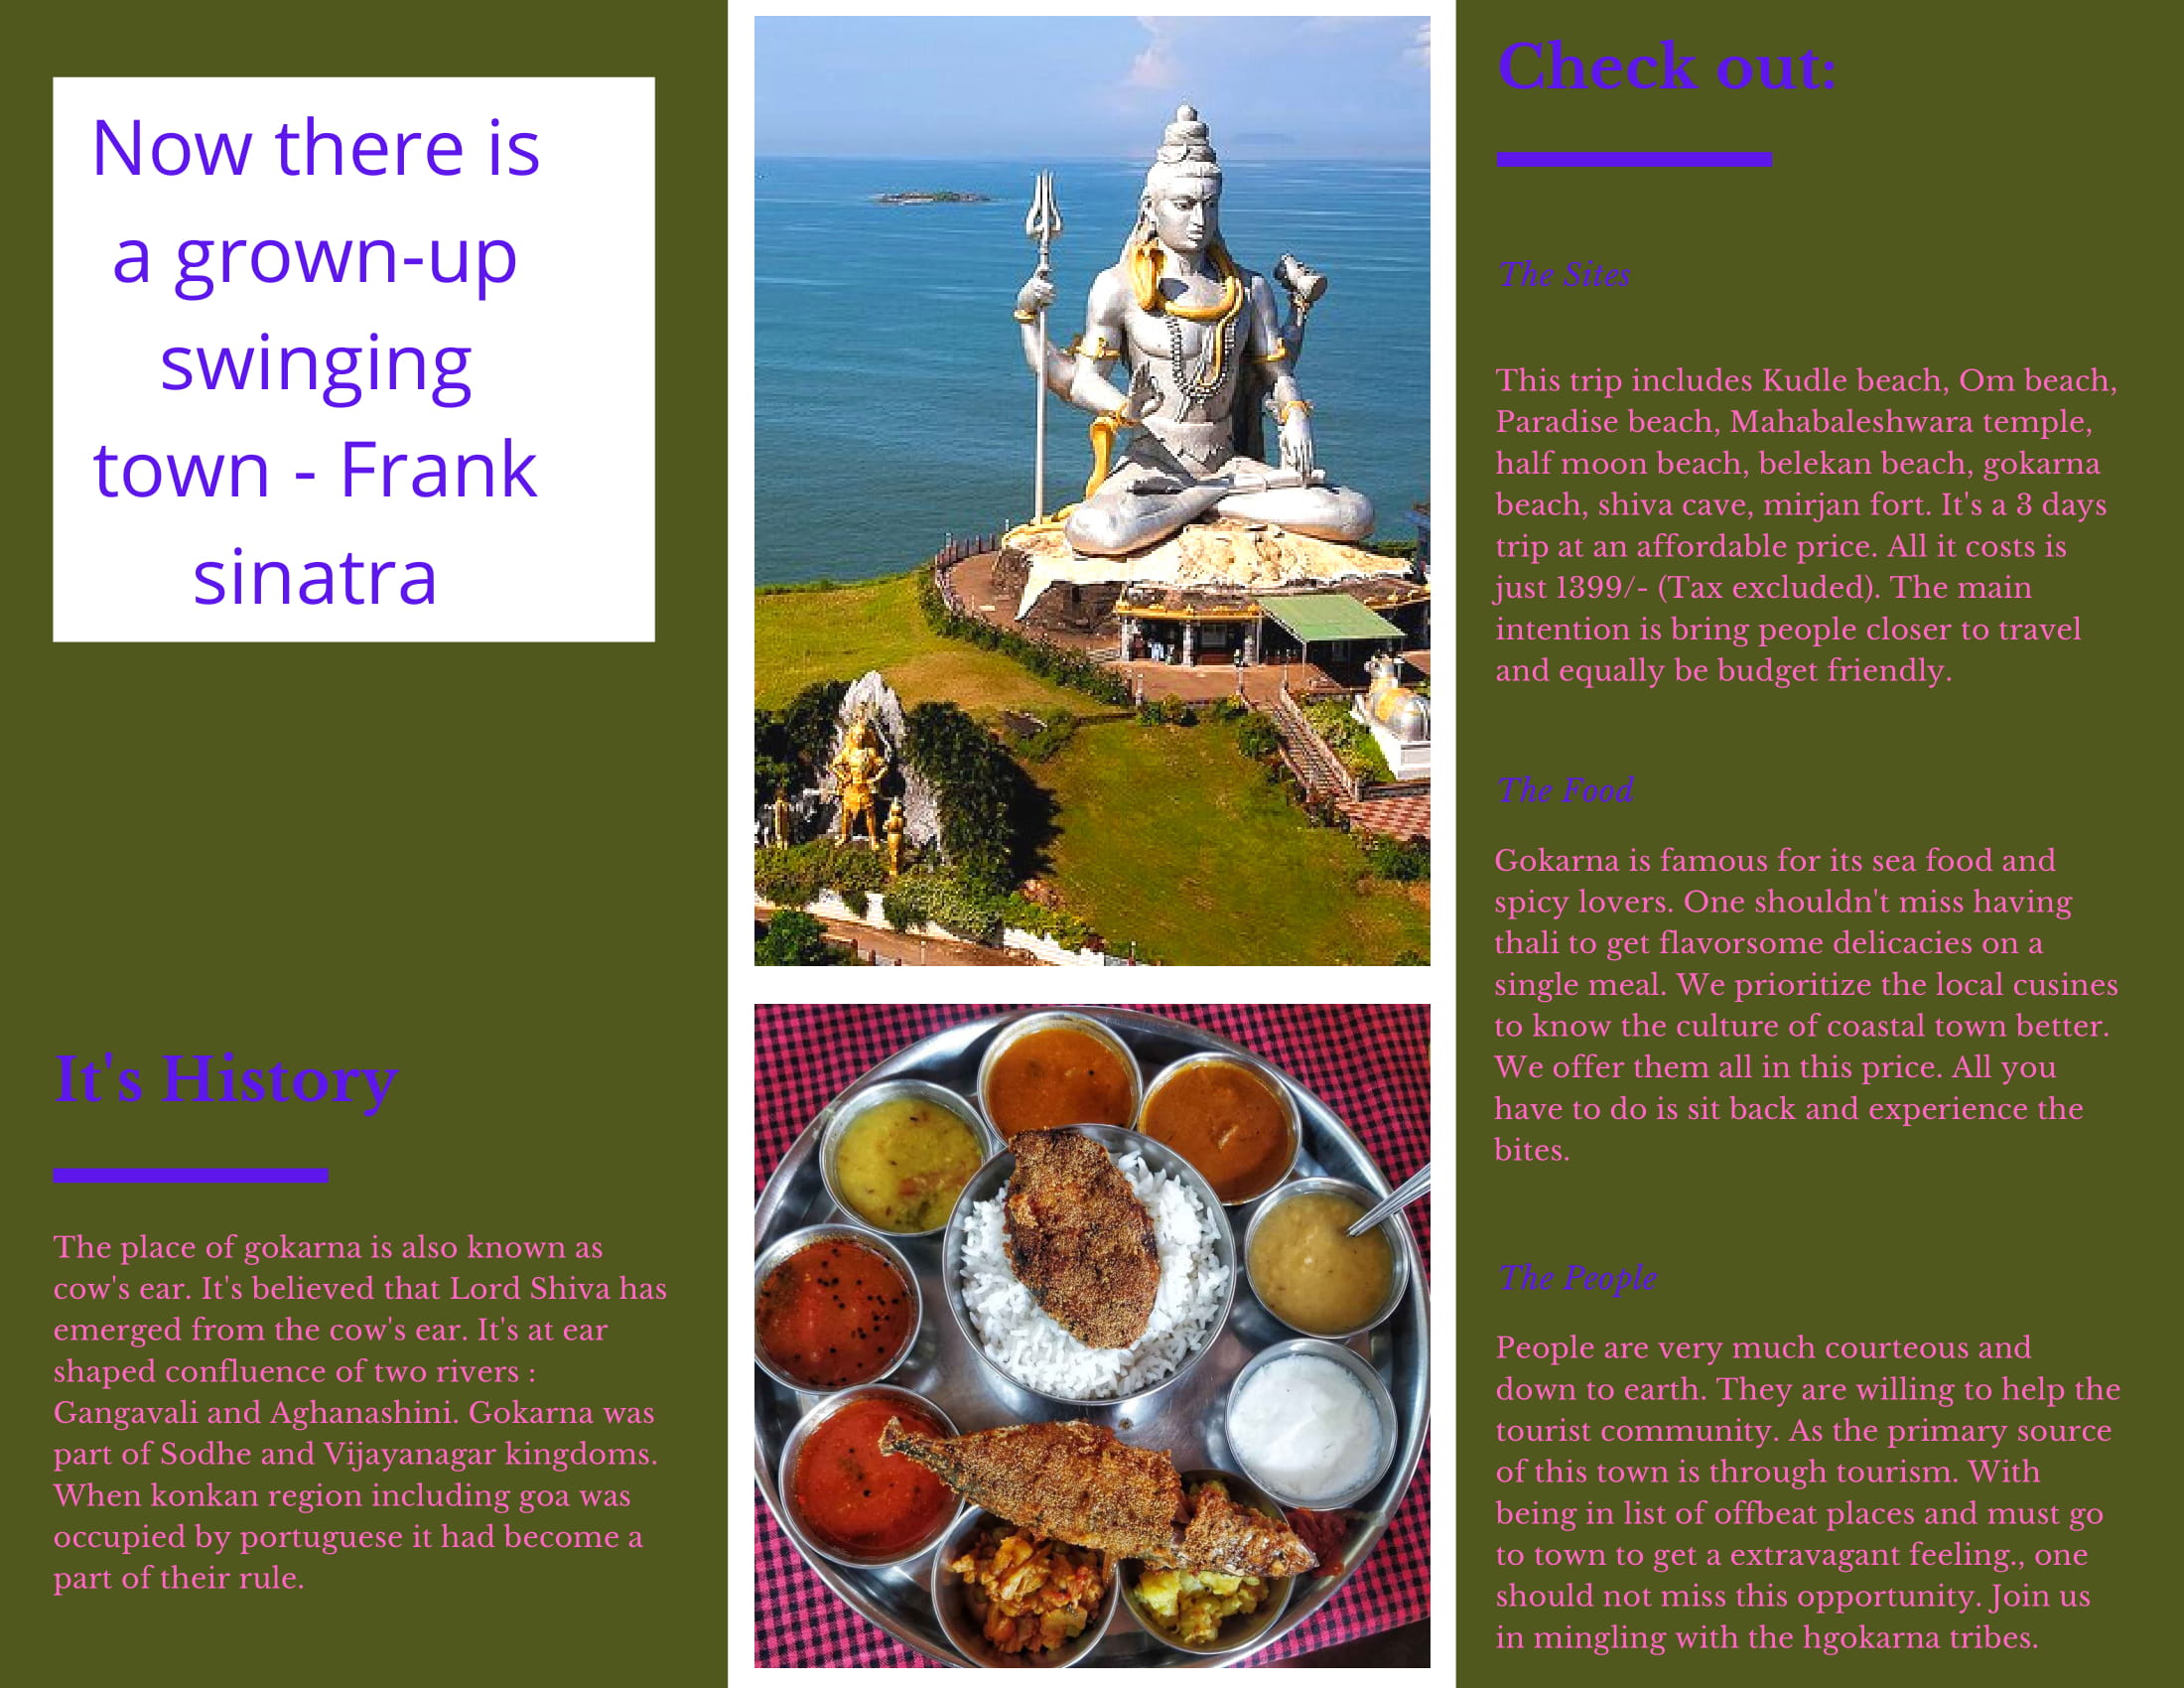 Now there is
a grown-up
swinging
town - Frank
sinatra
It's History
The place of gokarna is also known as
cow's ear. It's believed that Lord Shiva has
emerged from the cow's ear. It's at ear
shaped confluence of two rivers :
Gangavali and Aghanashini. Gokarna was
part of Sodhe and Vijayanagar kingdoms.
When konkan region including goa was
occupied by portuguese it had become a
part of their rule.
Check out:
The Sites
This trip includes Kudle beach, Om beach,
Paradise beach, Mahabaleshwara temple,
half moon beach, belekan beach, gokarna
beach, shiva cave, mirjan fort. It's a 3 days
trip at an affordable price. All it costs is
just 1399/- (Tax excluded). The main
intention is bring people closer to travel
and equally be budget friendly.
The Food
Gokarna is famous for its sea food and
spicy lovers. One shouldn't miss having
thali to get flavorsome delicacies on a
single meal. We prioritize the local cusines
to know the culture of coastal town better.
We offer them all in this price. All you
have to do is sit back and experience the
bites.
The People
People are very much courteous and
down to earth. They are willing to help the
tourist community. As the primary source
of this town is through tourism. With
being in list of offbeat places and must go
to town to get a extravagant feeling., one
should not miss this opportunity. Join us
in mingling with the hgokarna tribes.